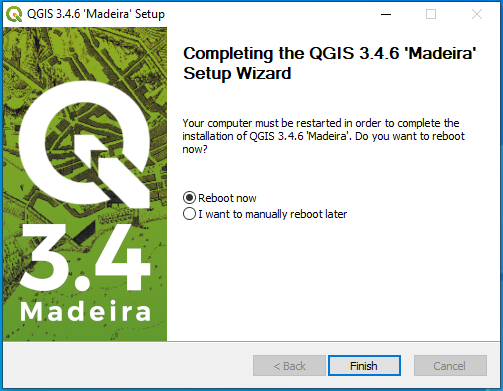 QGIS 3.4.6 'Madeira' Setup
Completing the QGIS 3.4.6 'Madeira'
Setup Wizard
Your computer must be restarted in order to complete the
installation of QGIS 3.4.6 'Madeira'. Do you want to reboot
now?
Reboot now
I want to manually reboot later
3.4
Madeira
< Back
Finish
Cancel